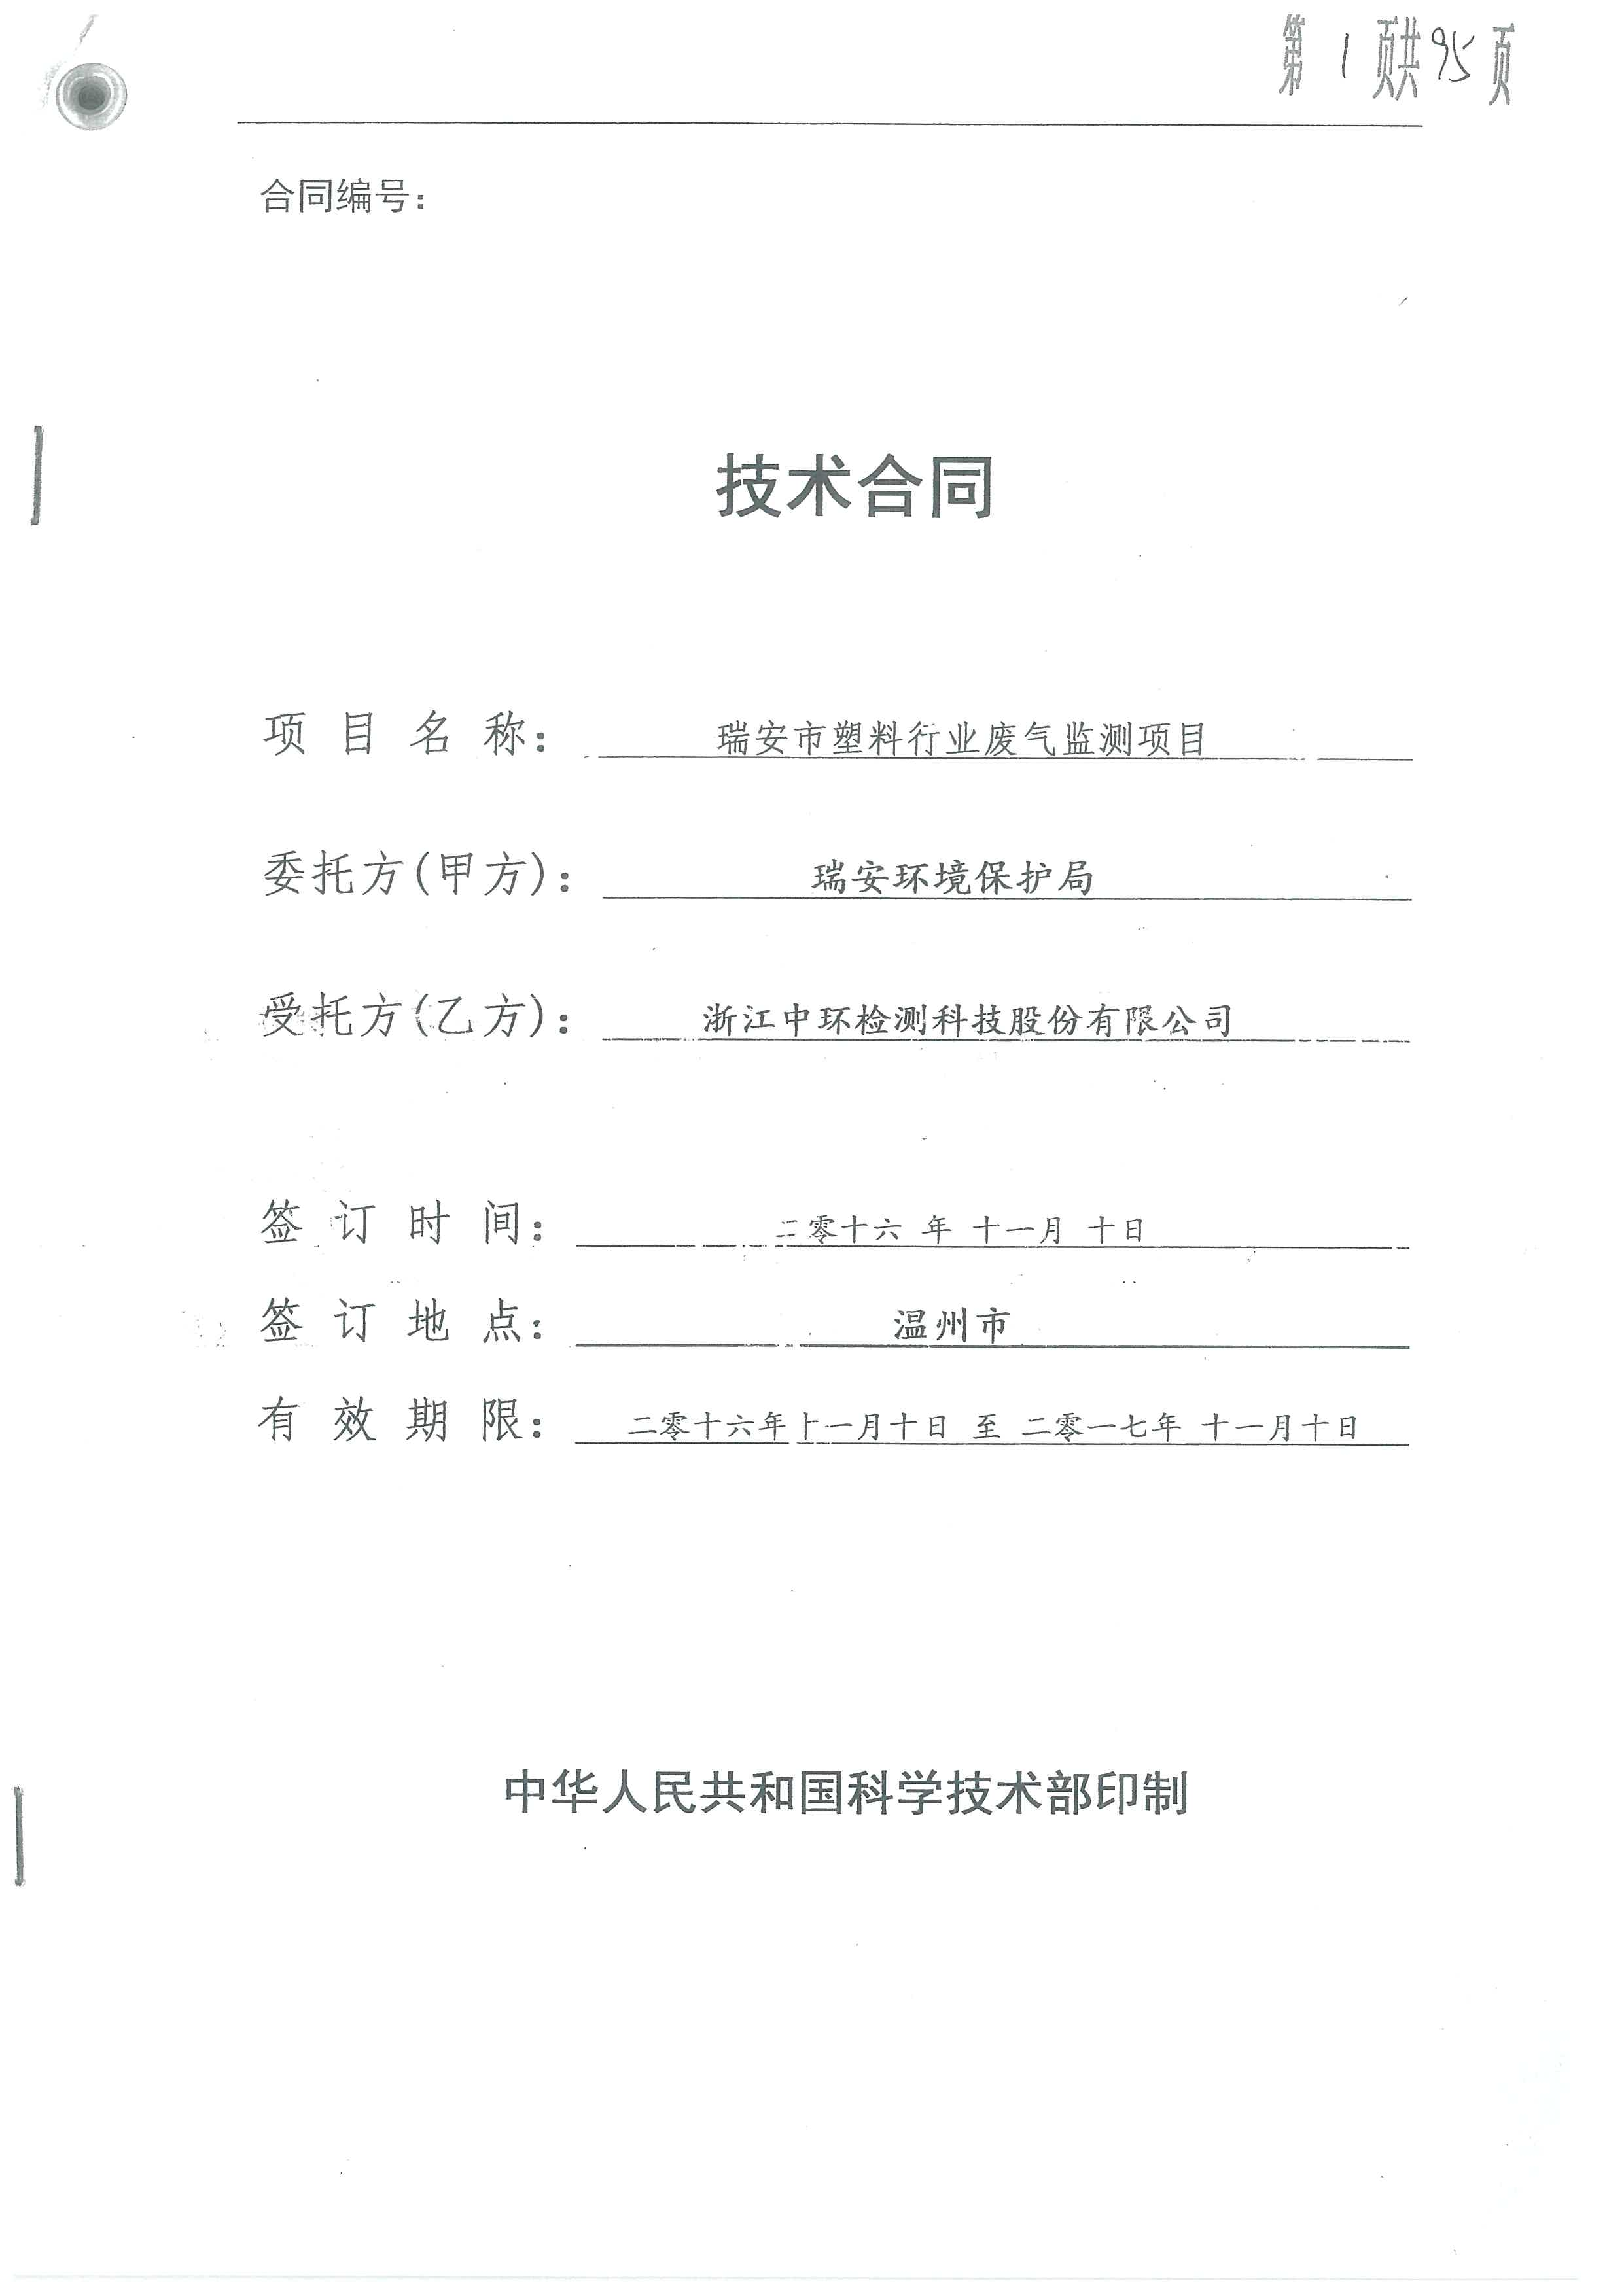 第 1 页共 95 页
合同编号：
技术合同
项目名称： 瑞安市塑料行业废气监测项目
委托方(甲方)： 瑞安环境保护局
受托方(乙方)： 浙江中环检测科技股份有限公司
签订时间： 二零十六 年 十一月 十日
签订地点： 温州市
有效期限： 二零十六年十一月十日 至 二零一七年 十一月十日
中华人民共和国科学技术部印制